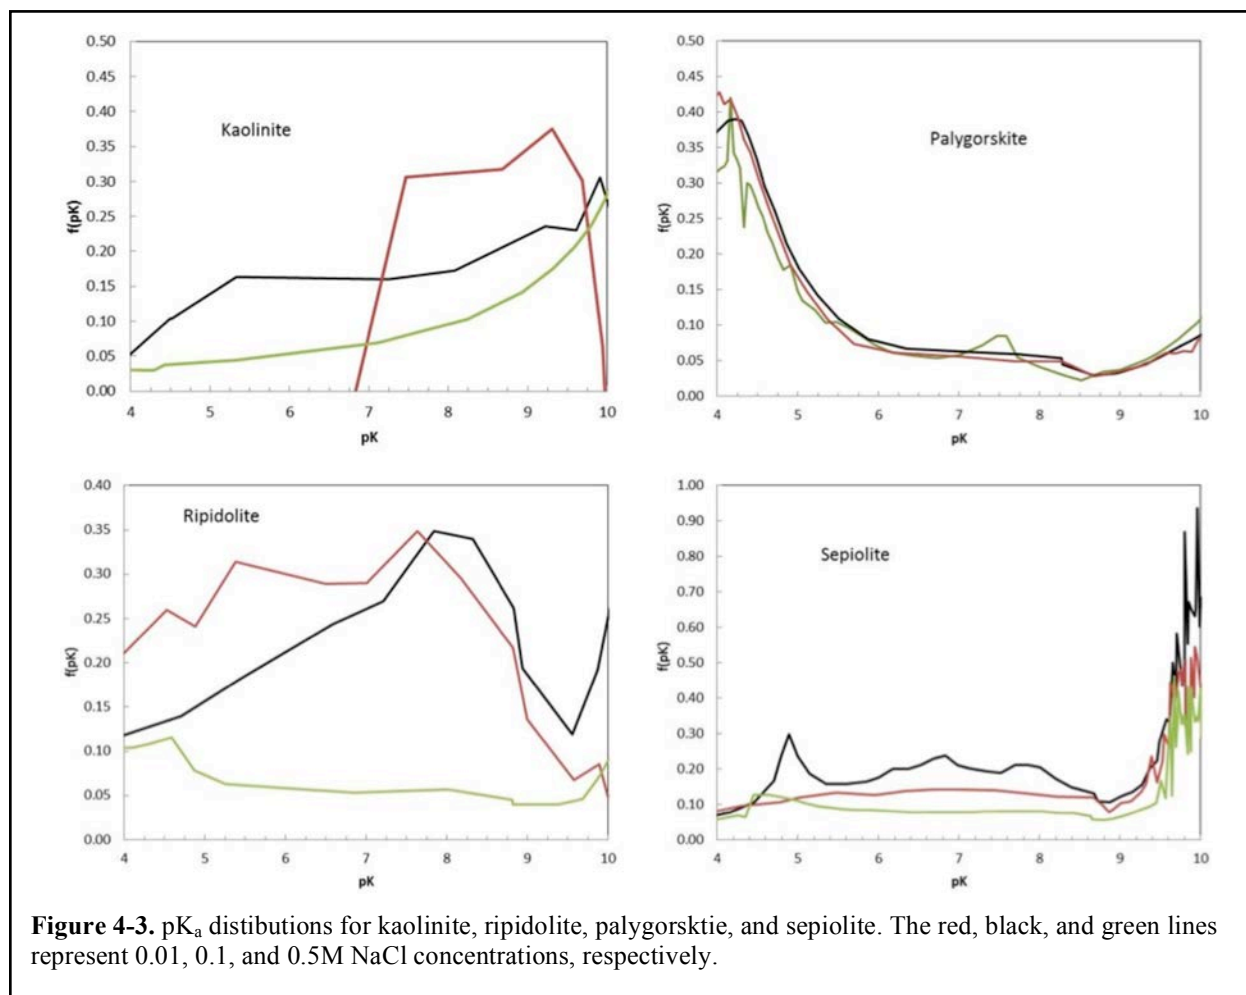 0.50
0.45
0.40
0.35
0.30
0.25
0.20
0.15
0.10
0.05
0.00
f(pK)
Kaolinite
4 5 6 7 8 9 10
pK
0.50
0.45
0.40
0.35
0.30
0.25
0.20
0.15
0.10
0.05
0.00
f(pK)
Palygorskite
4 5 6 7 8 9 10
pK
0.40
0.35
0.30
0.25
0.20
0.15
0.10
0.05
0.00
f(pK)
Ripidolite
4 5 6 7 8 9 10
pK
1.00
0.90
0.80
0.70
0.60
0.50
0.40
0.30
0.20
0.10
0.00
f(pK)
Sepiolite
4 5 6 7 8 9 10
pK
Figure 4-3. pKa distibutions for kaolinite, ripidolite, palygorsktie, and sepiolite. The red, black, and green lines
represent 0.01, 0.1, and 0.5M NaCl concentrations, respectively.